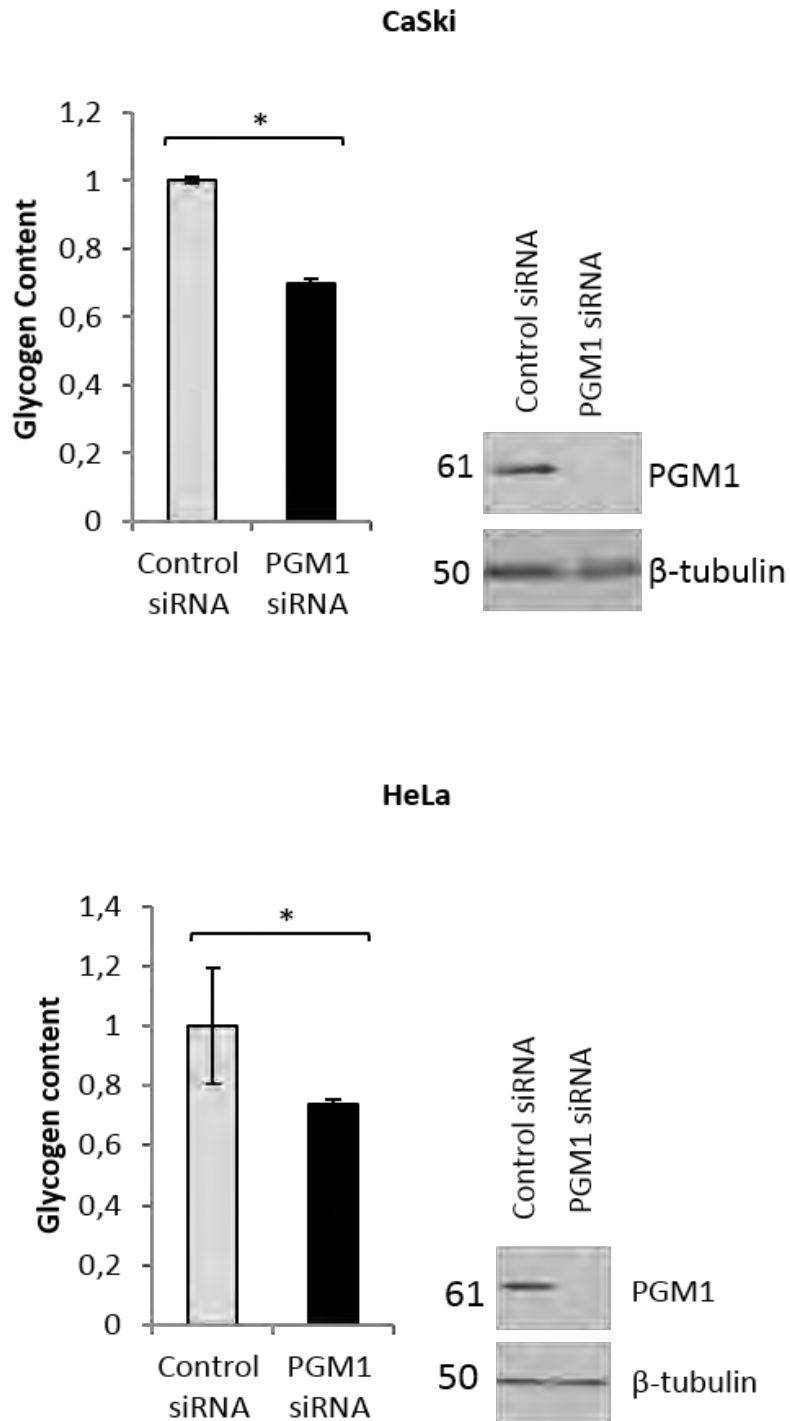 CaSki
Glycogen Content
1,2
1
0,8
0,6
0,4
0,2
0
*
Control siRNA
PGM1 siRNA
Control
siRNA
PGM1
siRNA
61 PGM1
50 β-tubulin
HeLa
Glycogen content
1,4
1,2
1
0,8
0,6
0,4
0,2
0
*
Control siRNA
PGM1 siRNA
Control
siRNA
PGM1
siRNA
61 PGM1
50 β-tubulin